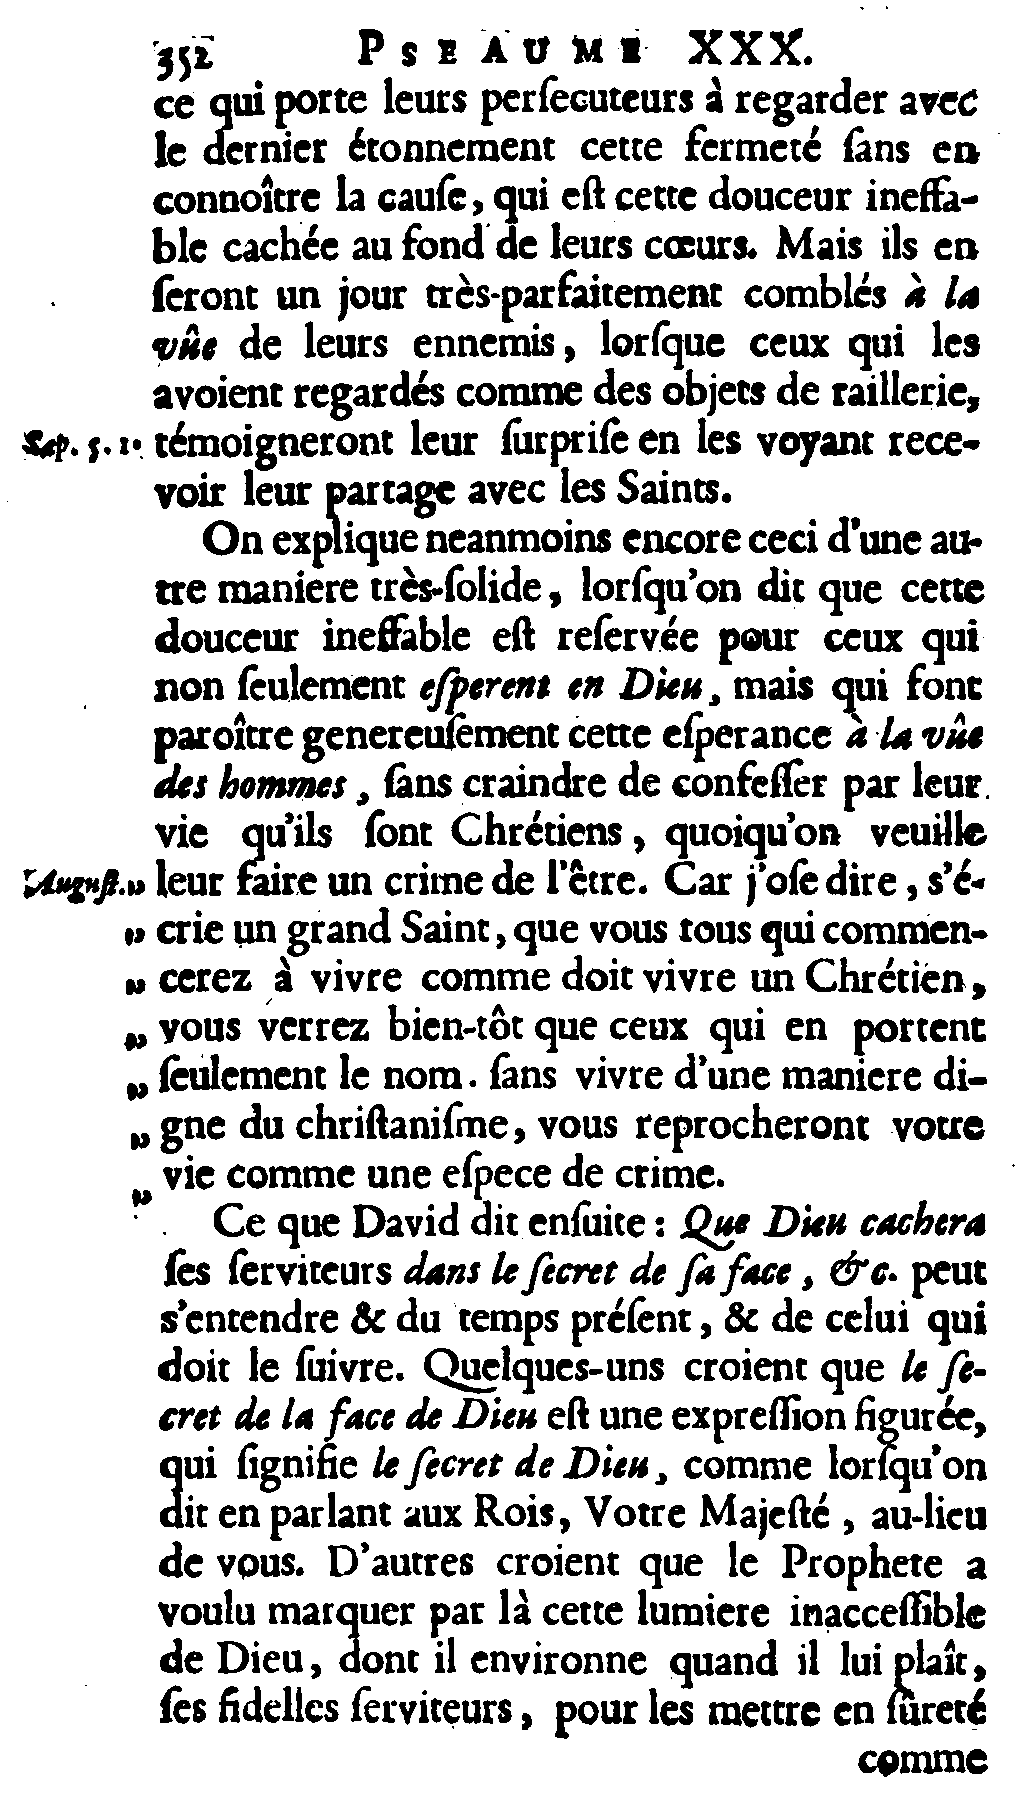 352 PSEAUME XXX.
ce qui porte leurs perſecuteurs à regarder avec
le dernier étonnement cette fermeté ſans en
connoître la cauſe, qui eſt cette douceur ineffa-
ble cachée au fond de leurs cœurs. Mais ils en
ſeront un jour très-parfaitement comblés à la
vûe de leurs ennemis, lorſque ceux qui les
avoient regardés comme des objets de raillerie,
Sap. 5. 1. témoigneront leur ſurpriſe en les voyant rece-
voir leur partage avec les Saints.
On explique neanmoins encore ceci d'une au-
tre maniere très-ſolide, lorſqu'on dit que cette
douceur ineffable eſt reſervée pour ceux qui
non ſeulement eſperent en Dieu, mais qui font
paroître genereuſement cette eſperance à la vûe
des hommes, ſans craindre de confeſſer par leur
vie qu'ils ſont Chrétiens, quoiqu'on veuille
Auguſt. „ leur faire un crime de l'être. Car j'oſe dire, s'é-
„ crie un grand Saint, que vous tous qui commen-
„ cerez à vivre comme doit vivre un Chrétien,
„ vous verrez bien-tôt que ceux qui en portent
„ ſeulement le nom. ſans vivre d'une maniere di-
„ gne du chriſtaniſme, vous reprocheront votre
„ vie comme une eſpece de crime.
Ce que David dit enſuite : Que Dieu cachera
ſes ſerviteurs dans le ſecret de ſa face, &c. peut
s'entendre & du temps préſent, & de celui qui
doit le ſuivre. Quelques-uns croient que le ſe-
cret de la face de Dieu eſt une expreſſion figurée,
qui ſignifie le ſecret de Dieu, comme lorſqu'on
dit en parlant aux Rois, Votre Majeſté, au-lieu
de vous. D'autres croient que le Prophete a
voulu marquer par là cette lumiere inacceſſible
de Dieu, dont il environne quand il lui plaît,
ſes fidelles ſerviteurs, pour les mettre en ſûreté
comme